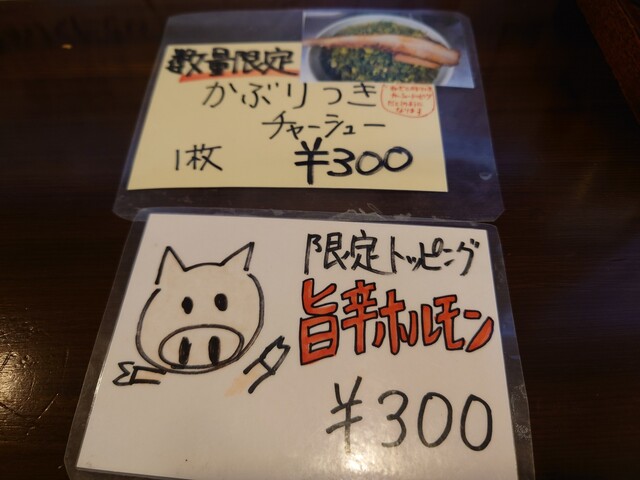 数量限定
かぶりつき
チャーシュー
1枚 ¥300
限定トッピング
旨辛ホルモン
¥300